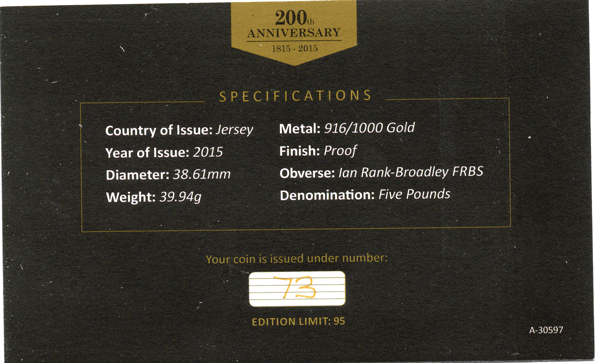 200th
ANNIVERSARY
1815 - 2015
SPECIFICATIONS
Country of Issue: Jersey
Year of Issue: 2015
Diameter: 38.61mm
Weight: 39.94g
Metal: 916/1000 Gold
Finish: Proof
Obverse: Ian Rank-Broadley FRBS
Denomination: Five Pounds
Your coin is issued under number:
73
EDITION LIMIT: 95
A-30597